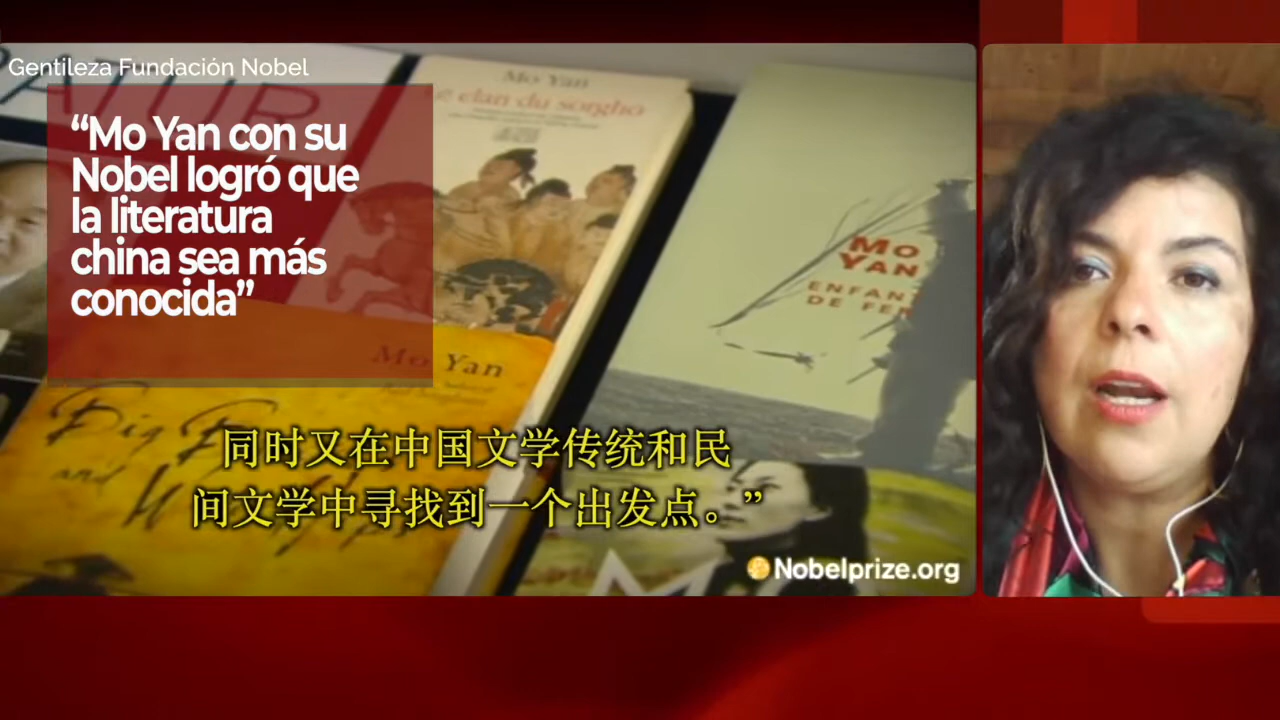 Gentileza Fundación Nobel
“Mo Yan con su
Nobel logró que
la literatura
china sea más
conocida”
Mo Yan
clan du sorgho
Mo
Yan
ENFAN
DE FER
Mo Yan
Big B
and W
同时又在中国文学传统和民
间文学中寻找到一个出发点。”
Nobelprize.org